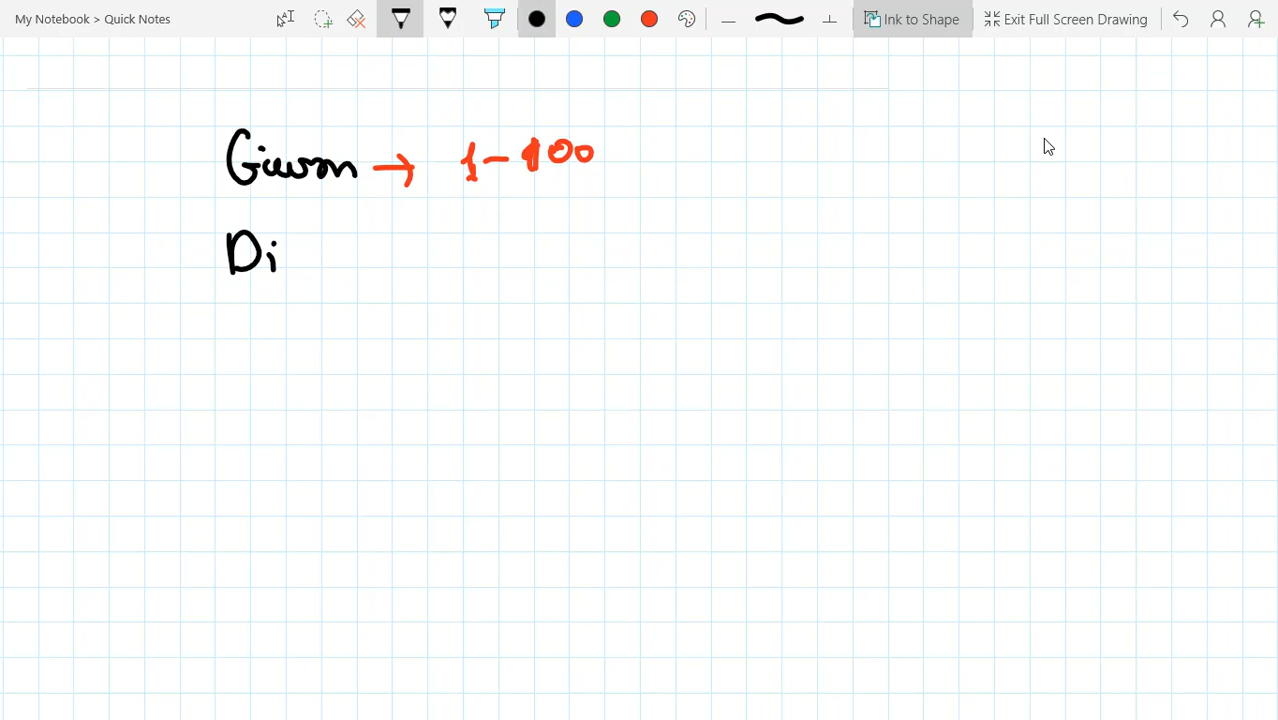 My Notebook > Quick Notes
Ink to Shape
Exit Full Screen Drawing
Given → 1-100
Di